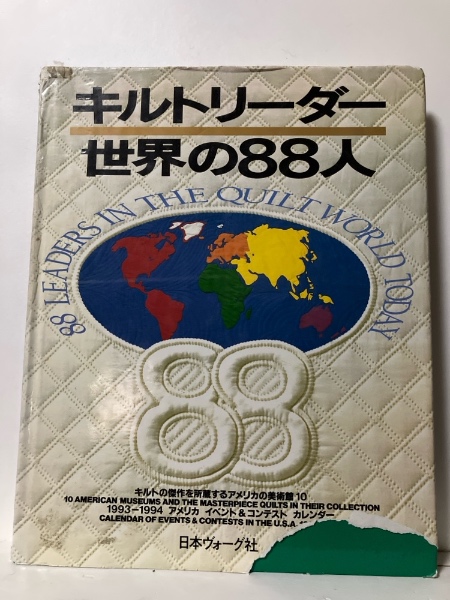 キルトリーダー
世界の88人
88 LEADERS IN THE QUILT WORLD TODAY
88
キルトの傑作を所蔵するアメリカの美術館10
10 AMERICAN MUSEUMS AND THE MASTERPIECE QUILTS IN THEIR COLLECTION
1993-1994 アメリカ イベント&コンテスト カレンダー
CALENDAR OF EVENTS & CONTESTS IN THE U.S.A.
日本ヴォーグ社